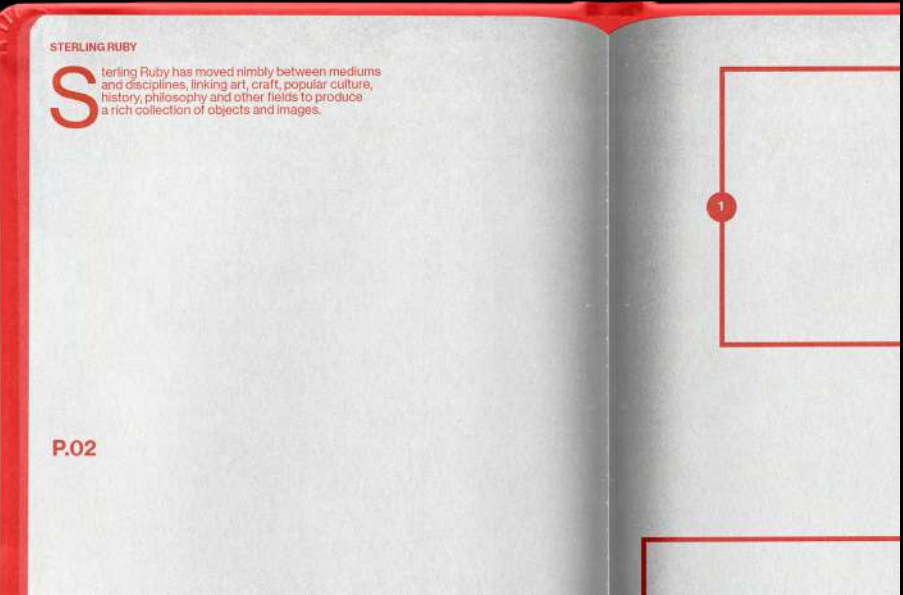 STERLING RUBY
Sterling Ruby has moved nimbly between mediums
and disciplines, linking art, craft, popular culture,
history, philosophy and other fields to produce
a rich collection of objects and images.
1
P.02